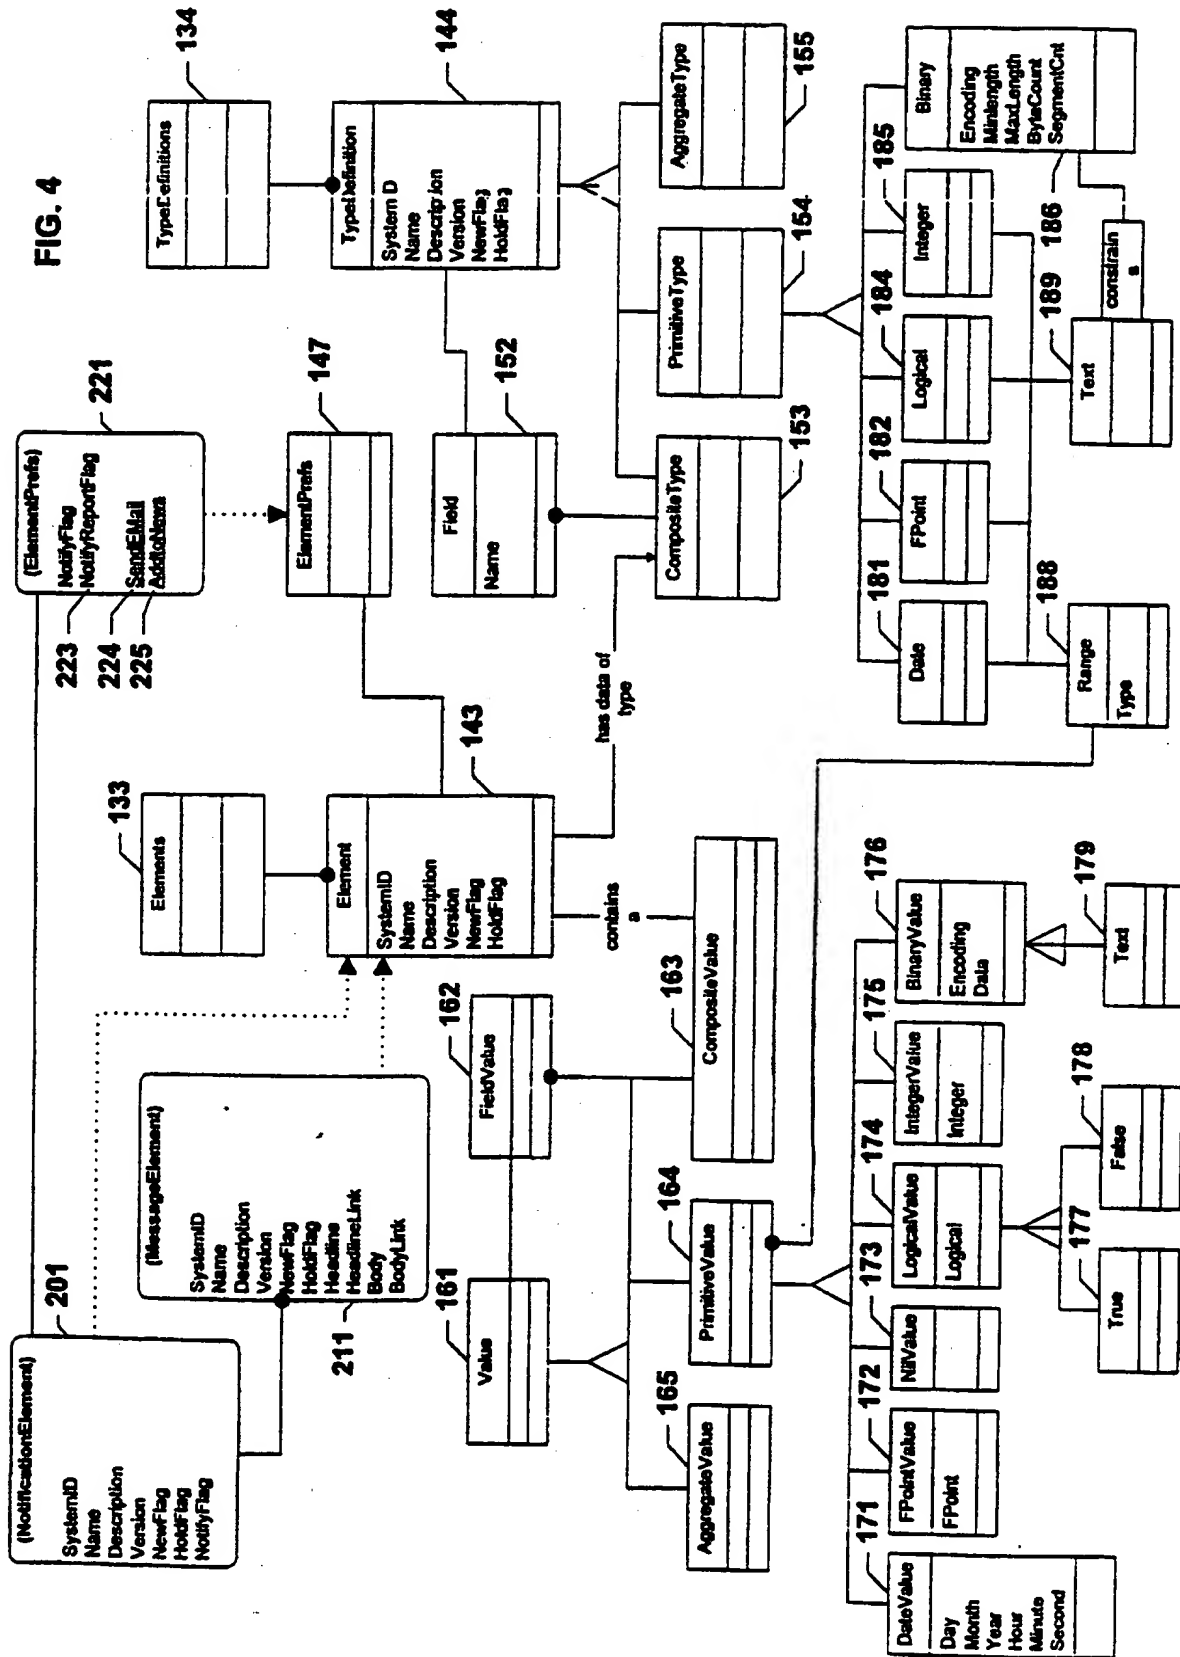 FIG. 4
(NotificationElement)
SystemID
Name
Description
Version
NewFlag
HoldFlag
NotifyFlag
201
(MessageElement)
SystemID
Name
Description
Version
NewFlag
HoldFlag
Headline
HeadlineLink
Body
BodyLink
211
(ElementPrefs)
NotifyFlag
NotifyReportFlag
SendEMail
AddtoNews
221
223
224
225
Elements
133
Element
SystemID
Name
Description
Version
NewFlag
HoldFlag
143
ElementPrefs
147
TypeDefinitions
134
TypeDefinition
System D
Name
Description
Version
NewFlag
HoldFlag
144
Field
Name
152
contains
a
has data of
type
Value
161
FieldValue
162
AggregateValue
165
PrimitiveValue
164
CompositeValue
163
CompositeType
153
PrimitiveType
154
AggregateType
155
DateValue
Day
Month
Year
Hour
Minute
Second
171
FPointValue
FPoint
172
NilValue
173
LogicalValue
Logical
174
IntegerValue
Integer
175
BinaryValue
Encoding
Data
176
True
177
False
178
Text
179
Date
181
FPoint
182
Logical
184
Integer
185
Binary
Encoding
Minlength
MaxLength
ByteCount
SegmentCnt
186
Range
Type
188
Text
189
constrain
s